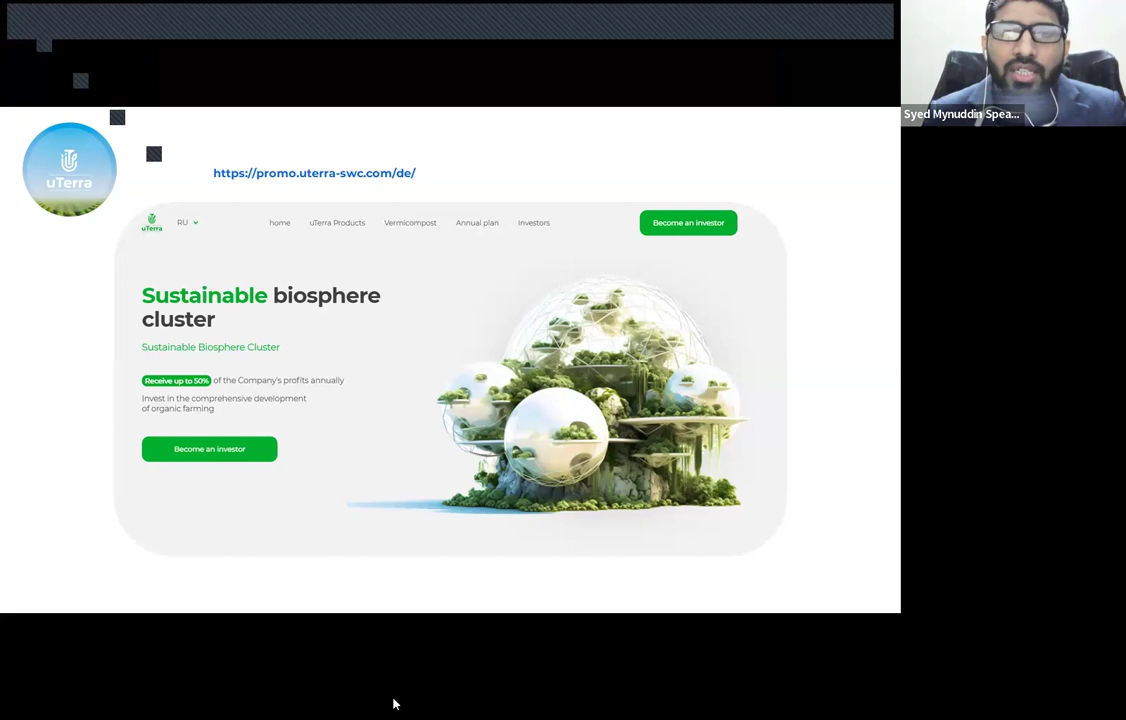 Syed Mynuddin Spea...
uTerra
https://promo.uterra-swc.com/de/
uTerra
RU
home
uTerra Products
Vermicompost
Annual plan
Investors
Become an investor
Sustainable biosphere
cluster
Sustainable Biosphere Cluster
Receive up to 50% of the Company's profits annually
Invest in the comprehensive development
of organic farming
Become an investor